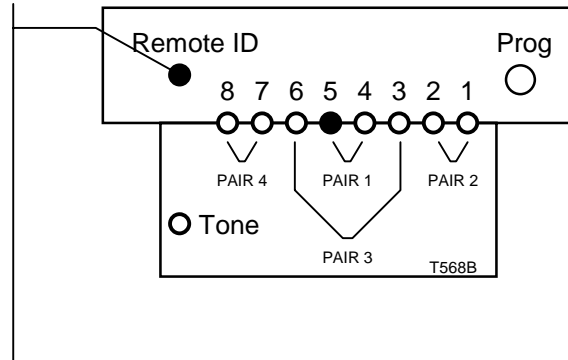 Remote ID Prog
8 7 6 5 4 3 2 1
PAIR 4 PAIR 1 PAIR 2
Tone
PAIR 3
T568B